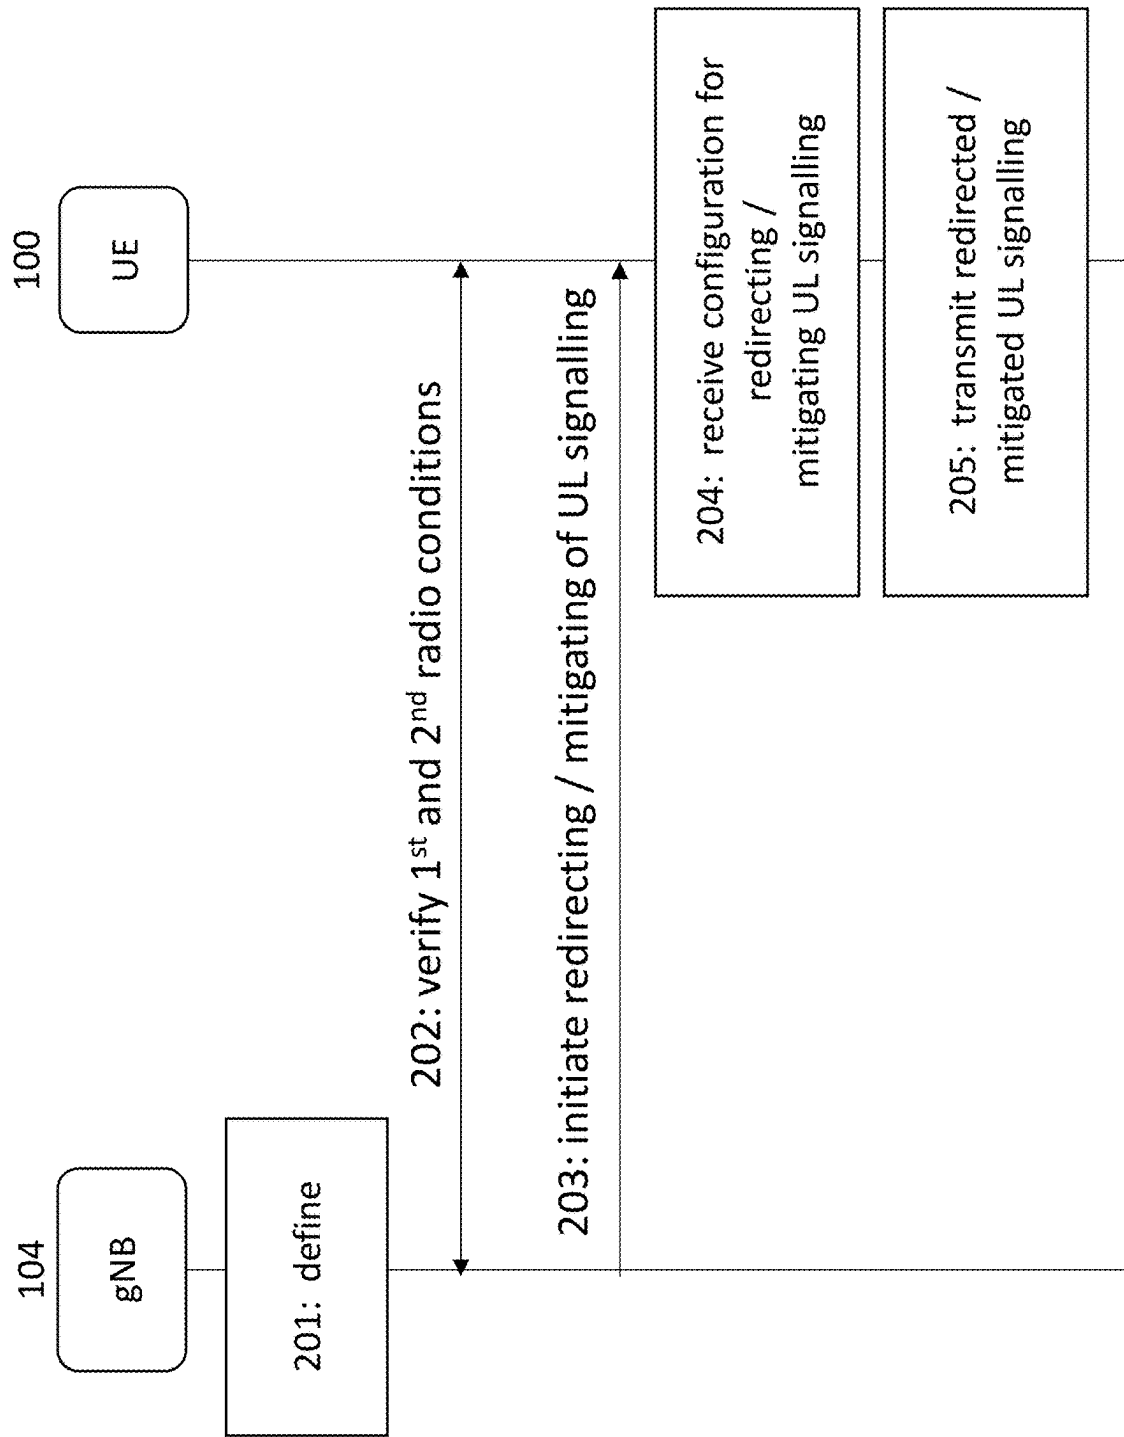 104
gNB
100
UE
201: define
202: verify 1st and 2nd radio conditions
203: initiate redirecting / mitigating of UL signalling
204: receive configuration for
redirecting /
mitigating UL signalling
205: transmit redirected /
mitigated UL signalling